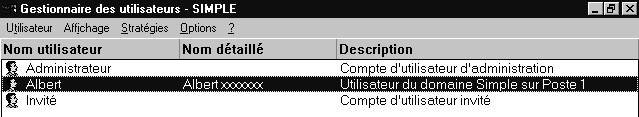 Gestionnaire des utilisateurs - SIMPLE
Utilisateur Affichage Stratégies Options ?
Nom utilisateur Nom détaillé Description
Administrateur Compte d'utilisateur d'administration
Albert Albert xxxxxxx Utilisateur du domaine Simple sur Poste 1
Invité Compte d'utilisateur invité